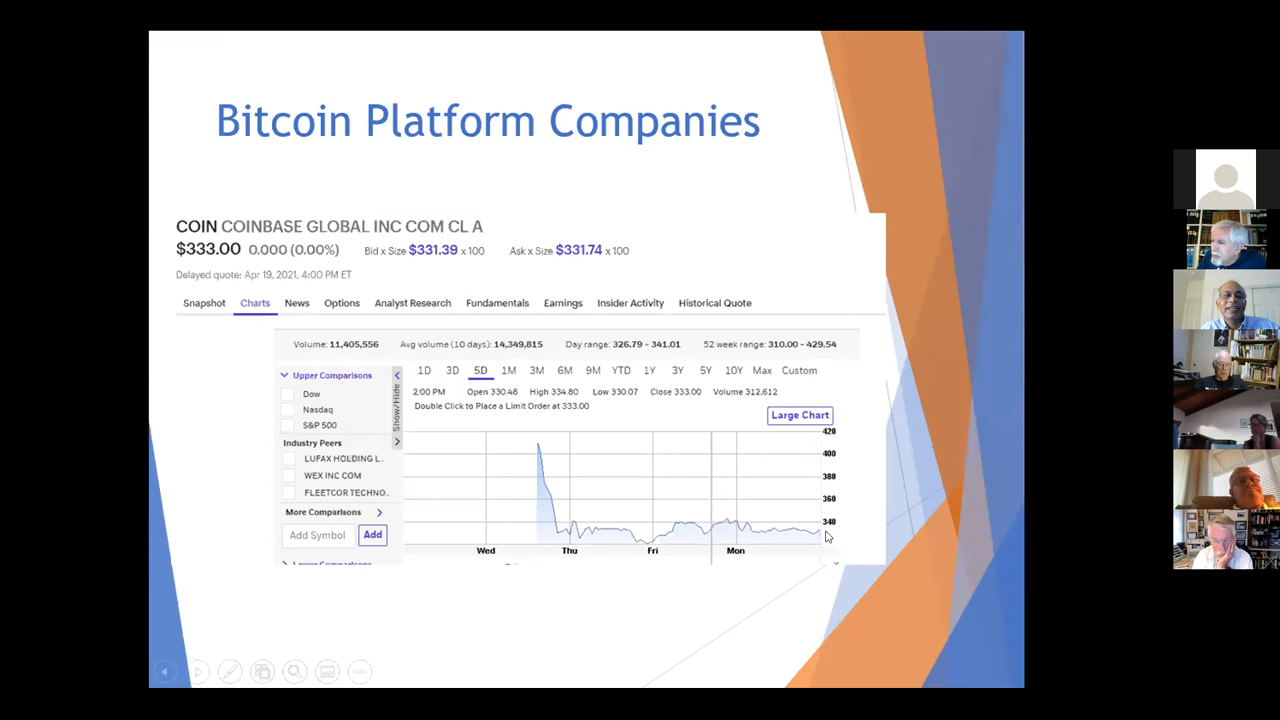 Bitcoin Platform Companies
COIN COINBASE GLOBAL INC COM CL A
$333.00 0.000 (0.00%) Bid x Size $331.39 x 100 Ask x Size $331.74 x 100
Delayed quote: Apr 19, 2021, 4:00 PM ET
Snapshot Charts News Options Analyst Research Fundamentals Earnings Insider Activity Historical Quote
Volume: 11,405,556 Avg volume (10 days): 14,349,815 Day range: 326.79 - 341.01 52 week range: 310.00 - 429.54
Upper Comparisons
Dow
Nasdaq
S&P 500
Industry Peers
LUFAX HOLDING L..
WEX INC COM
FLEETCOR TECHNO..
More Comparisons
Add Symbol Add
Show/Hide
1D 3D 5D 1M 3M 6M 9M YTD 1Y 3Y 5Y 10Y Max Custom
2:00 PM Open 330.48 High 334.80 Low 330.07 Close 333.00 Volume 312,612
Double Click to Place a Limit Order at 333.00
Large Chart
420
400
380
360
340
Wed Thu Fri Mon